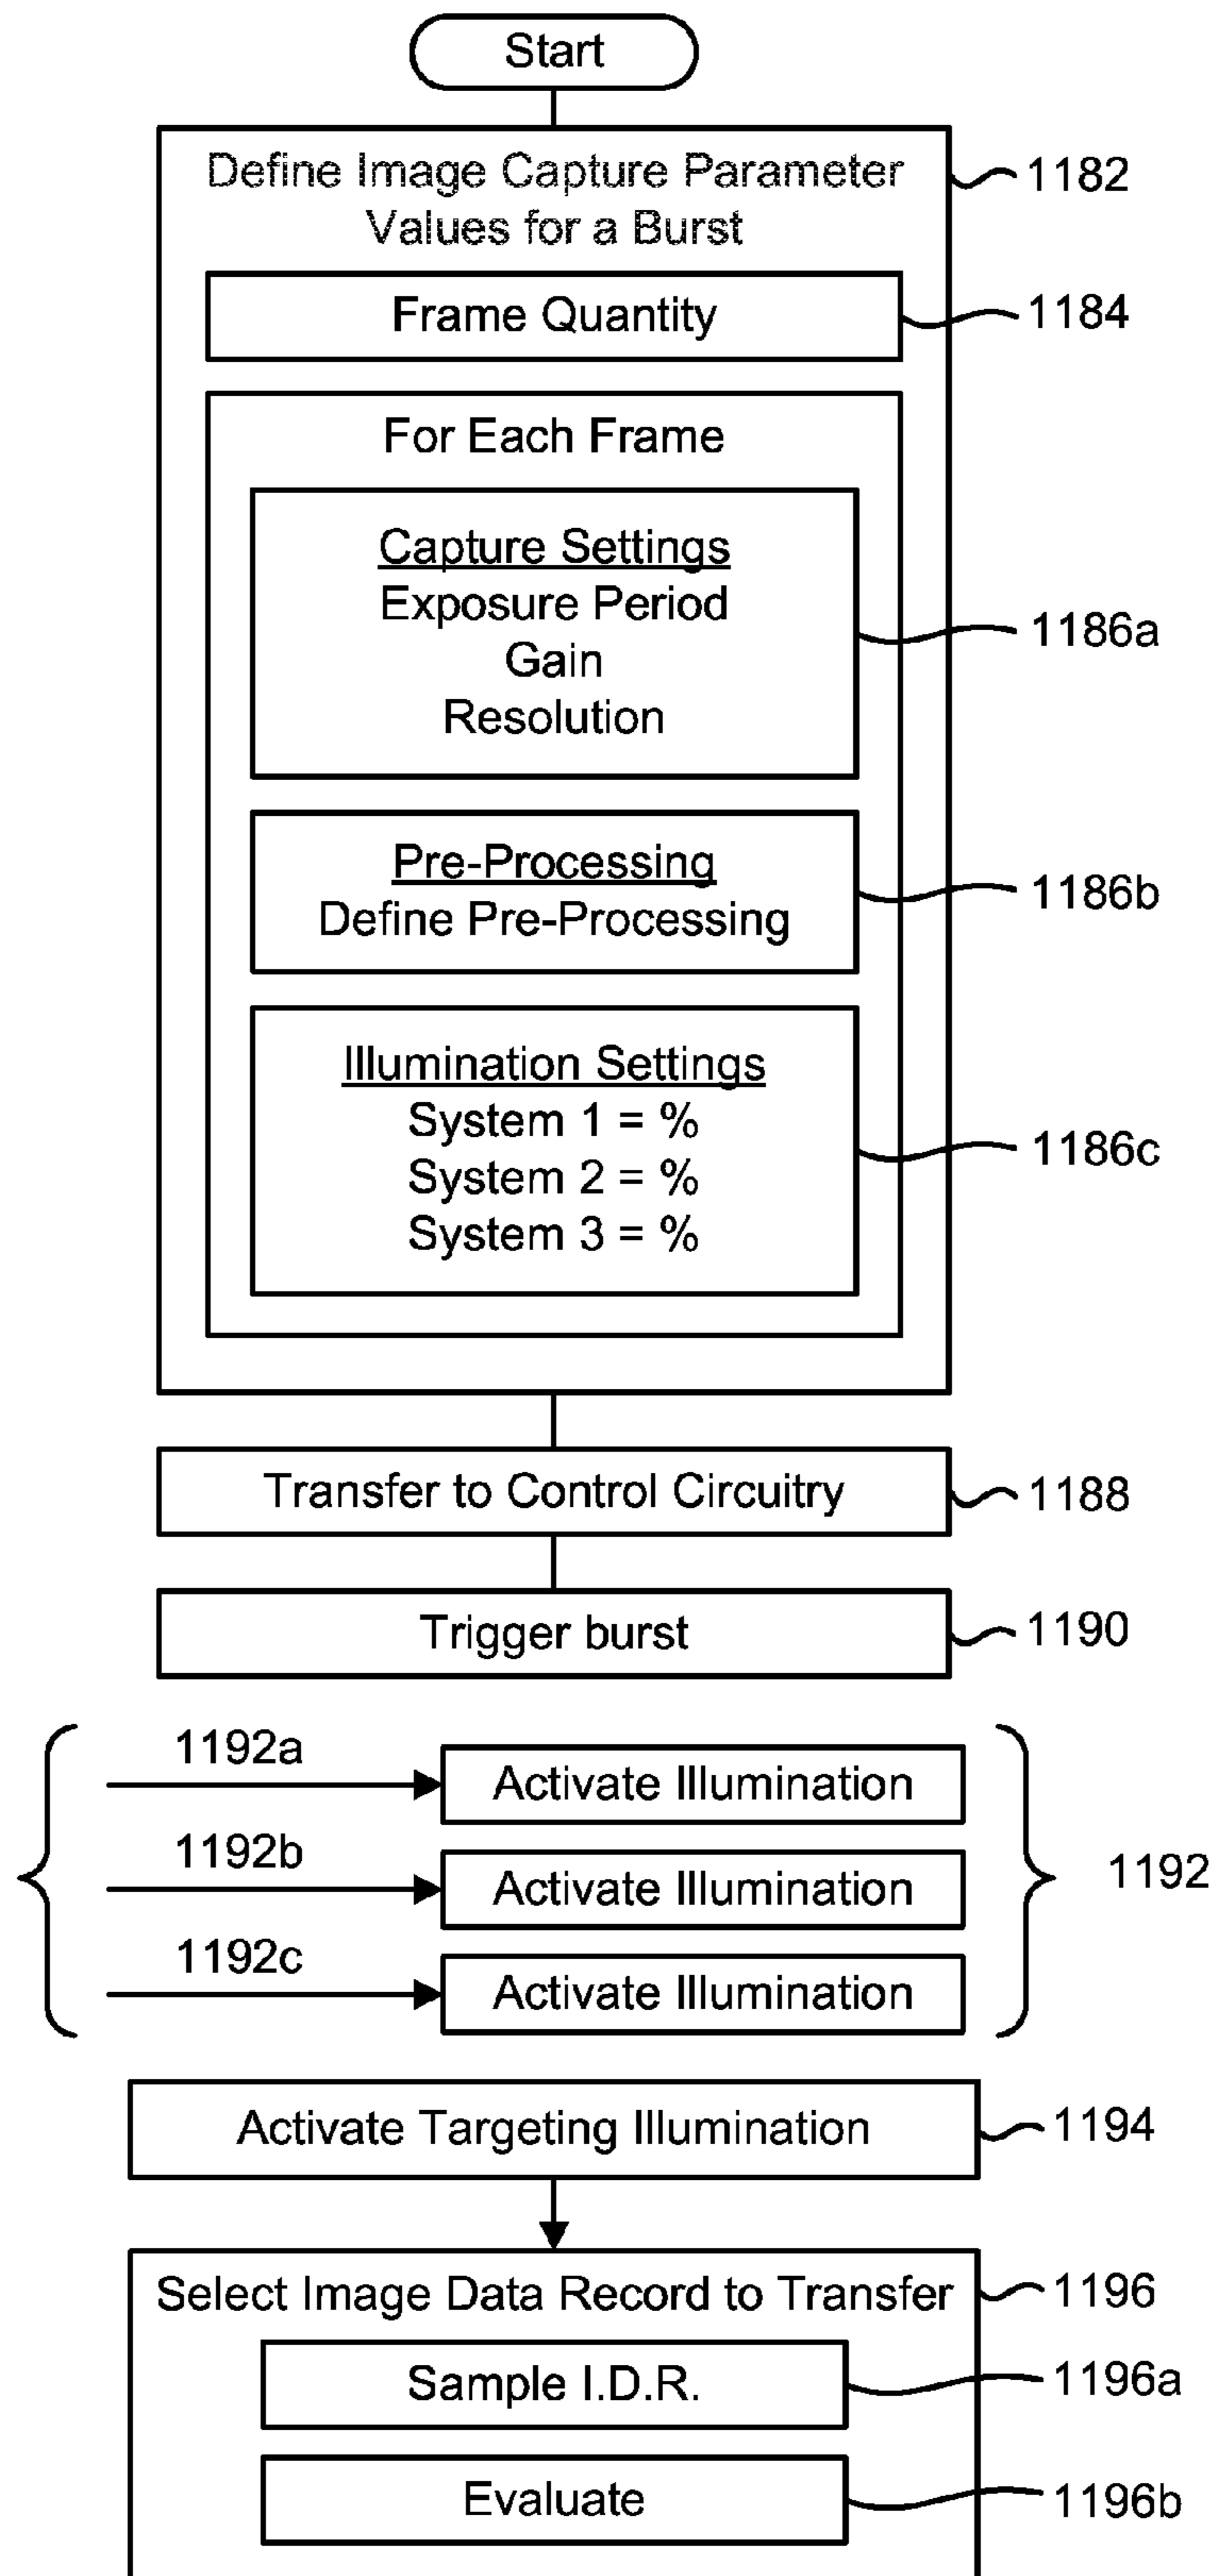 Start
Define Image Capture Parameter
Values for a Burst
1182
Frame Quantity
1184
For Each Frame
Capture Settings
Exposure Period
Gain
Resolution
1186a
Pre-Processing
Define Pre-Processing
1186b
Illumination Settings
System 1 = %
System 2 = %
System 3 = %
1186c
Transfer to Control Circuitry
1188
Trigger burst
1190
1192a
Activate Illumination
1192b
Activate Illumination
1192
1192c
Activate Illumination
Activate Targeting Illumination
1194
Select Image Data Record to Transfer
1196
Sample I.D.R.
1196a
Evaluate
1196b